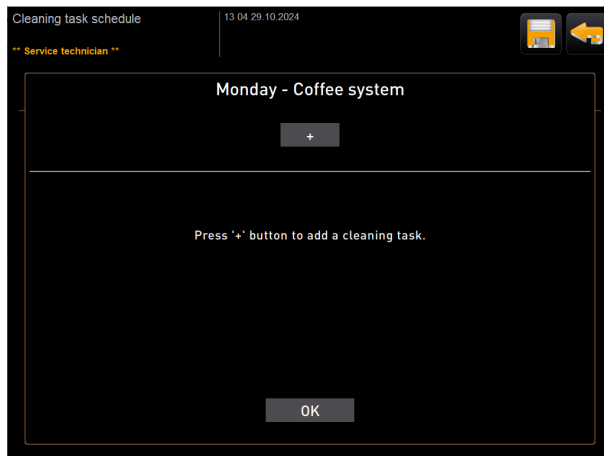 Cleaning task schedule
13 04 29.10.2024
** Service technician **
Monday - Coffee system
+
Press '+' button to add a cleaning task.
OK